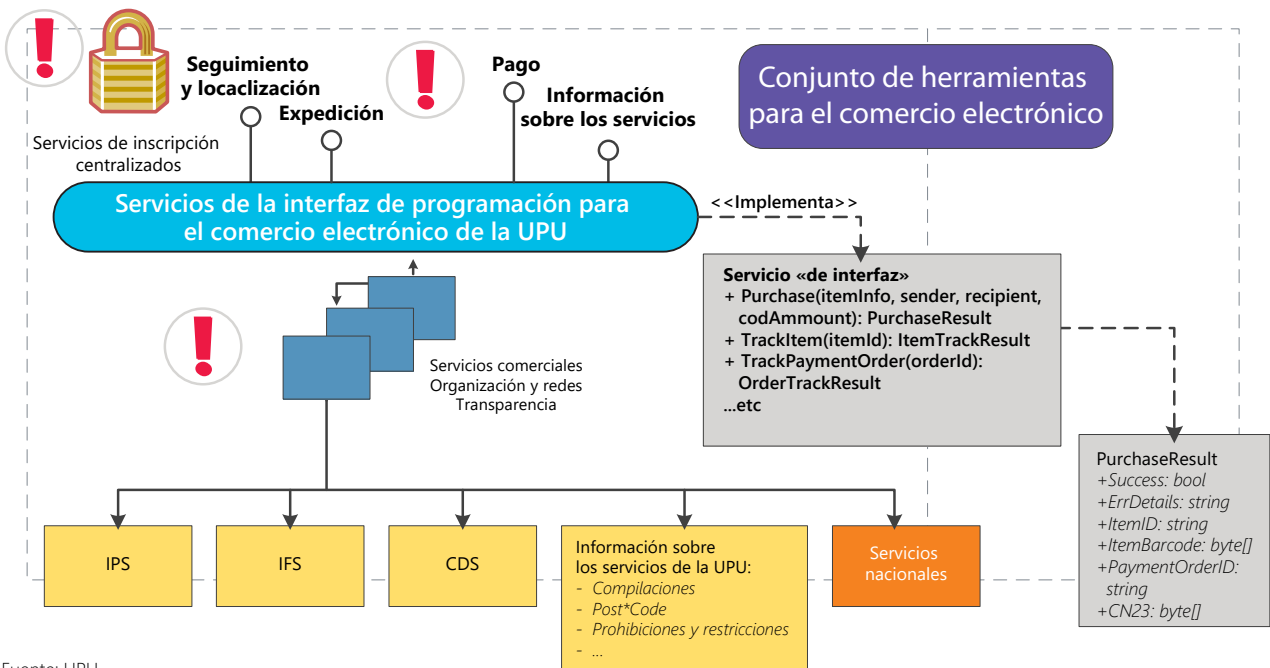 Seguimiento
y locaclización
Pago
Expedición
Información
sobre los servicios
Servicios de inscripción
centralizados
Conjunto de herramientas
para el comercio electrónico
Servicios de la interfaz de programación para
el comercio electrónico de la UPU
<<Implementa>>
Servicio «de interfaz»
+ Purchase(itemInfo, sender, recipient,
codAmmount): PurchaseResult
+ TrackItem(itemId): ItemTrackResult
+ TrackPaymentOrder(orderId):
OrderTrackResult
...etc
Servicios comerciales
Organización y redes
Transparencia
PurchaseResult
+Success: bool
+ErrDetails: string
+ItemID: string
+ItemBarcode: byte[]
+PaymentOrderID:
string
+CN23: byte[]
IPS
IFS
CDS
Información sobre
los servicios de la UPU:
- Compilaciones
- Post*Code
- Prohibiciones y restricciones
- ...
Servicios
nacionales
Fuente: UPU